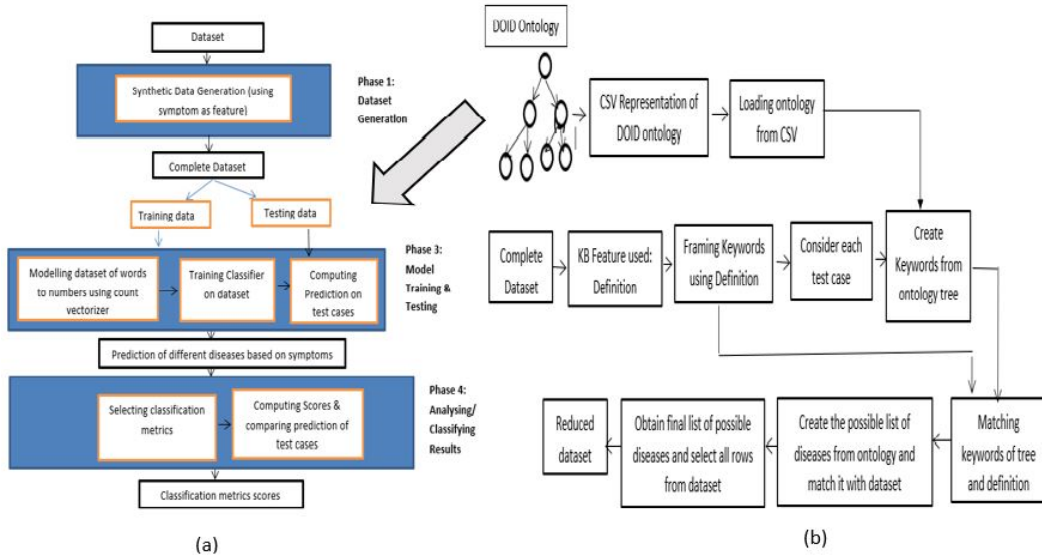 Dataset
Synthetic Data Generation (using
symptom as feature)
Phase 1:
Dataset
Generation
Complete Dataset
Training data
Testing data
Modelling dataset of words
to numbers using count
vectorizer
Training Classifier
on dataset
Computing
Prediction on
test cases
Phase 3:
Model
Training &
Testing
Prediction of different diseases based on symptoms
Selecting classification
metrics
Computing Scores &
comparing prediction of
test cases
Phase 4:
Analysing/
Classifying
Results
Classification metrics scores
(a)
DOID Ontology
CSV Representation of
DOID ontology
Loading ontology
from CSV
Complete
Dataset
KB Feature used:
Definition
Framing Keywords
using Definition
Consider each
test case
Create
Keywords from
ontology tree
Reduced
dataset
Obtain final list of possible
diseases and select all rows
from dataset
Create the possible list of
diseases from ontology and
match it with dataset
Matching
keywords of tree
and definition
(b)